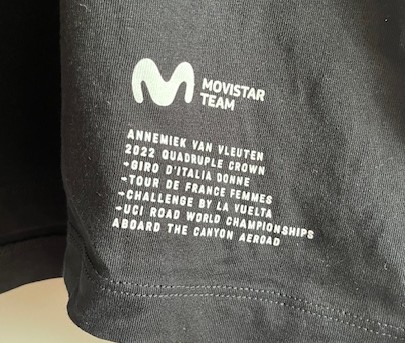 MOVISTAR
TEAM
ANNEMIEK VAN VLEUTEN
2022 QUADRUPLE CROWN
→GIRO D'ITALIA DONNE
→TOUR DE FRANCE FEMMES
→CHALLENGE BY LA VUELTA
→UCI ROAD WORLD CHAMPIONSHIPS
ABOARD THE CANYON AEROAD